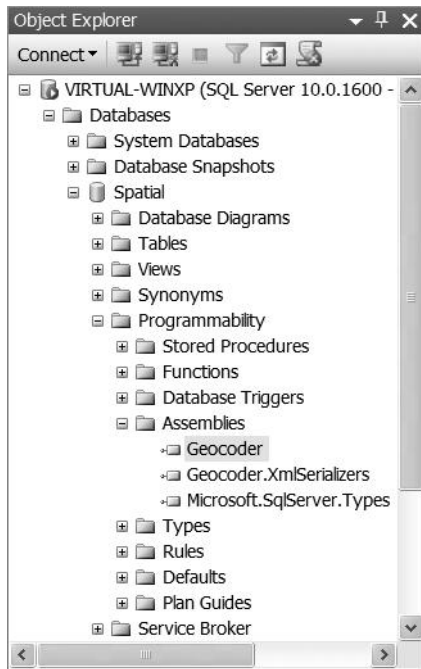 Object Explorer
Connect
VIRTUAL-WINXP (SQL Server 10.0.1600 -
Databases
System Databases
Database Snapshots
Spatial
Database Diagrams
Tables
Views
Synonyms
Programmability
Stored Procedures
Functions
Database Triggers
Assemblies
Geocoder
Geocoder.XmlSerializers
Microsoft.SqlServer.Types
Types
Rules
Defaults
Plan Guides
Service Broker